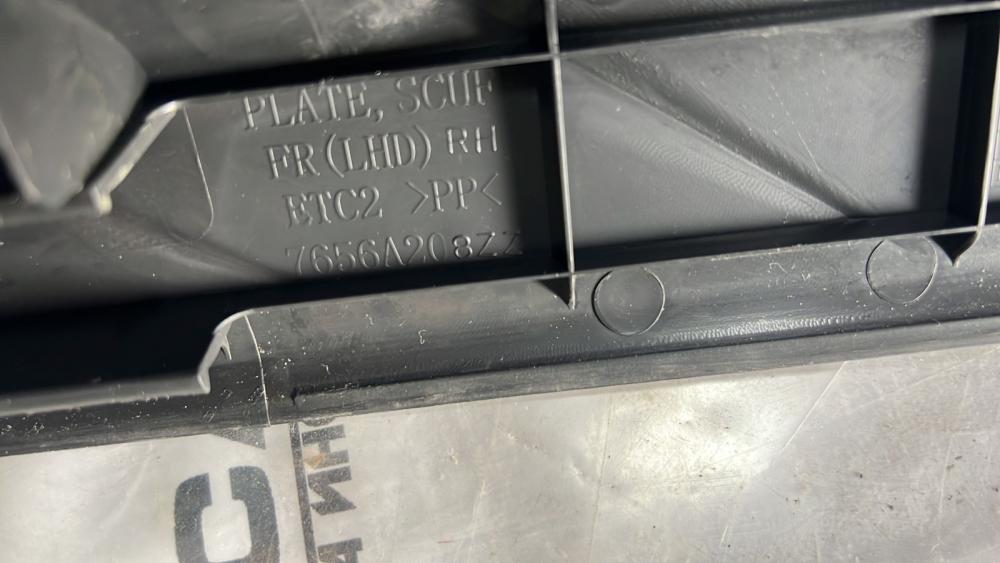 PLATE, SCUF
FR(LHD) RH
ETC2 >PP<
7656A208ZZ